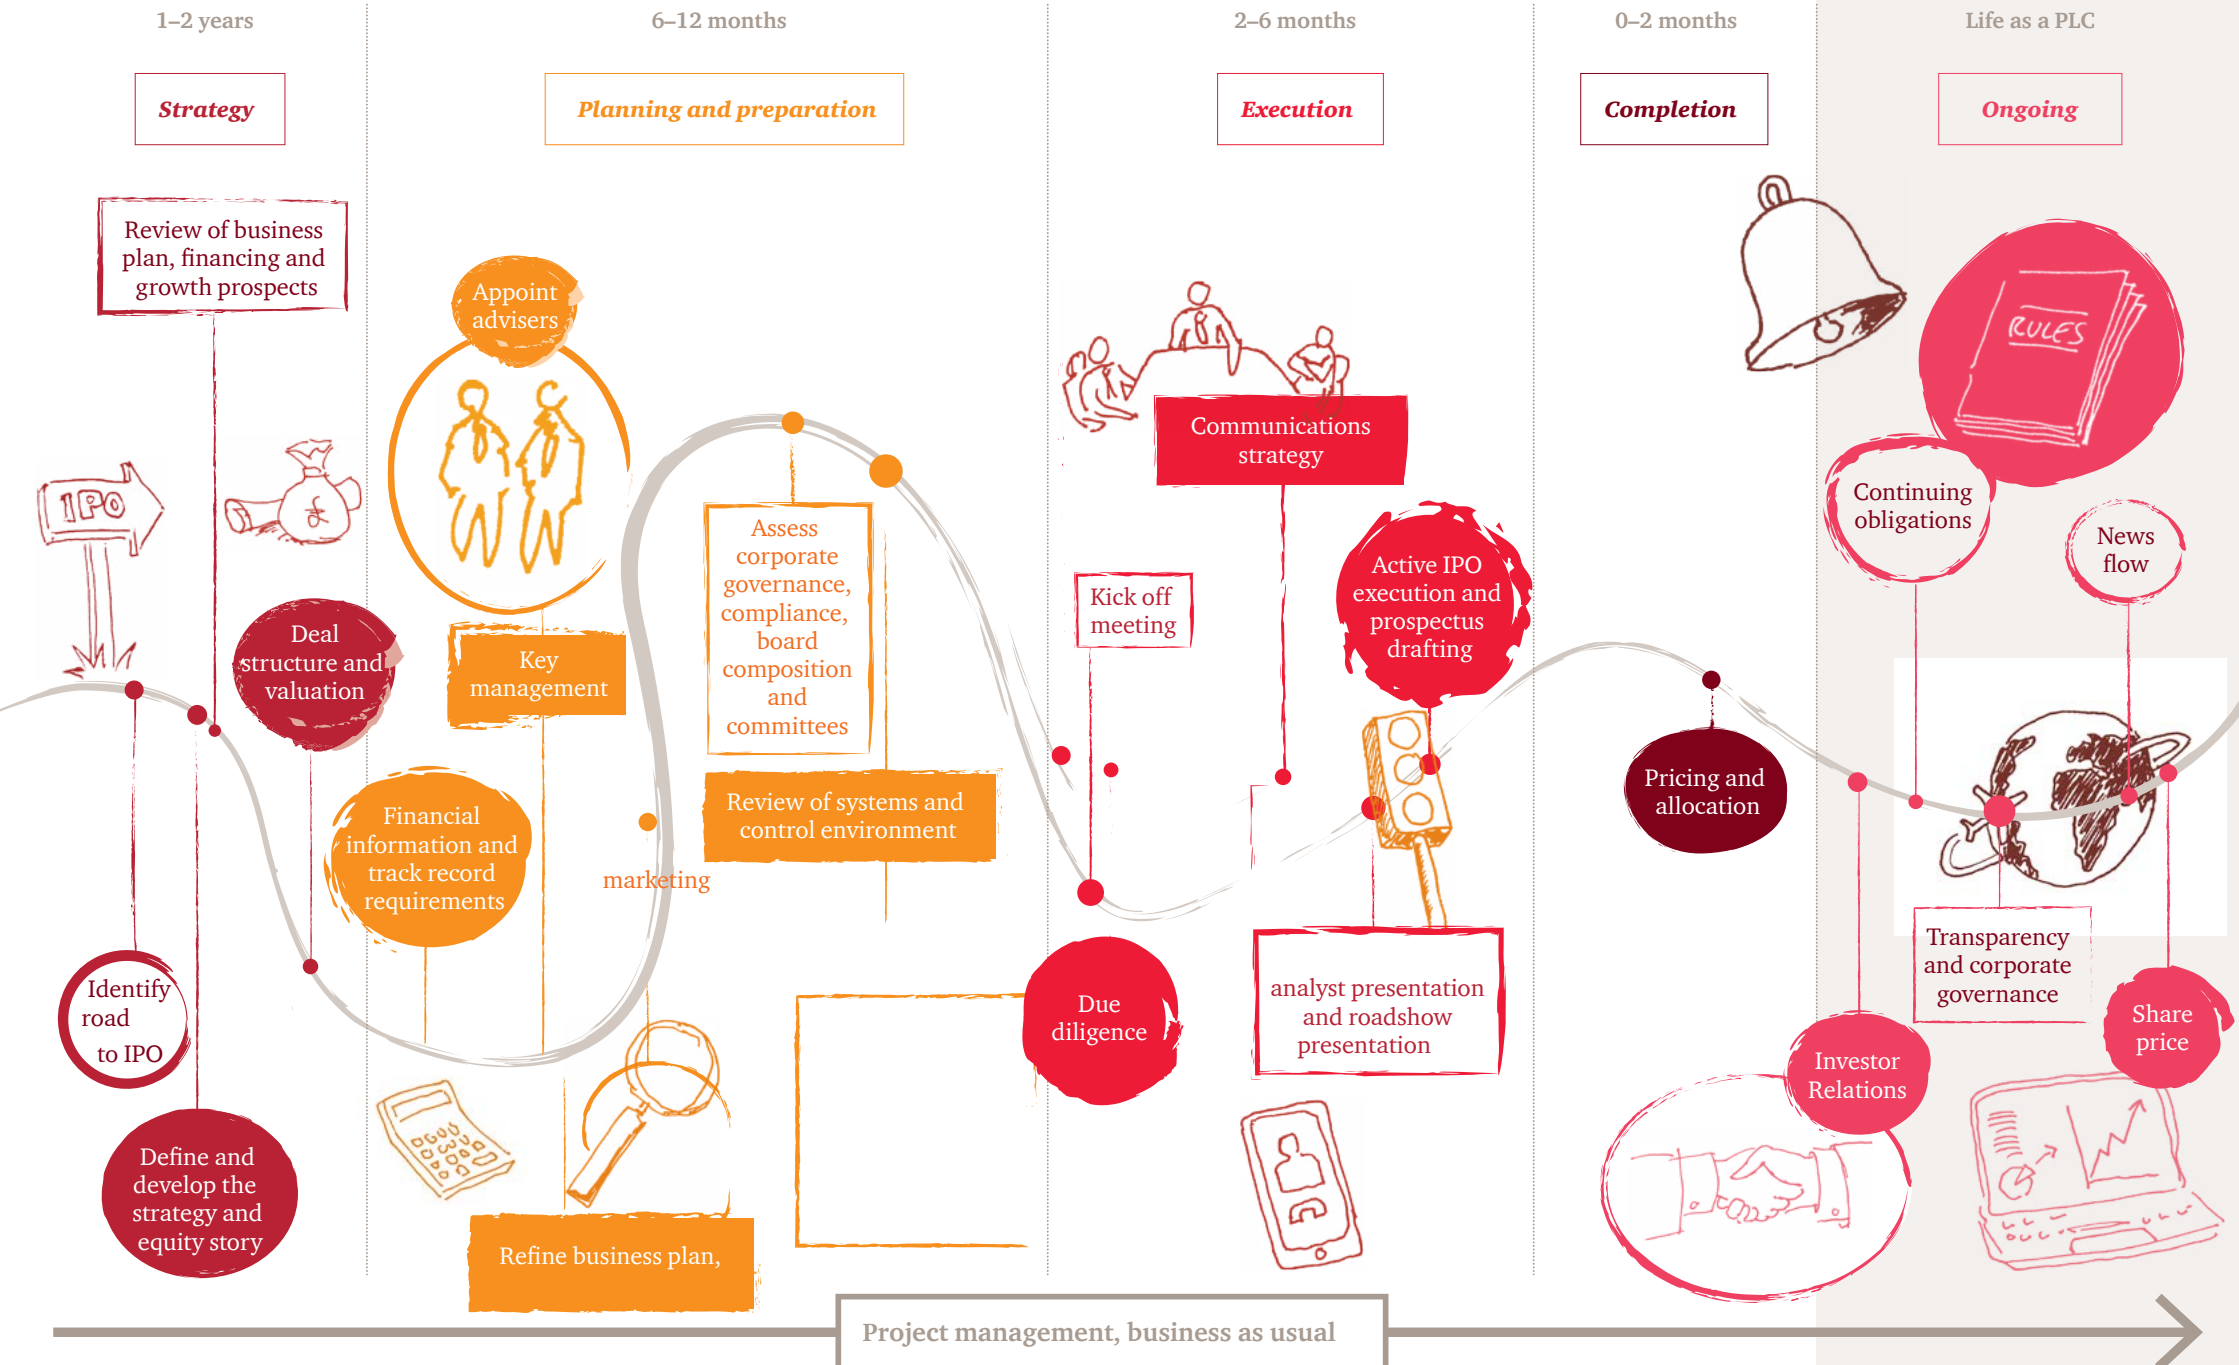 1–2 years
6–12 months
2–6 months
0–2 months
Life as a PLC
Strategy
Planning and preparation
Execution
Completion
Ongoing
Review of business
plan, financing and
growth prospects
IPO
Deal
structure and
valuation
Identify
road
to IPO
Define and
develop the
strategy and
equity story
Appoint
advisers
Key
management
Financial
information and
track record
requirements
marketing
Assess
corporate
governance,
compliance,
board
composition
and
committees
Review of systems and
control environment
Refine business plan,
Communications
strategy
Kick off
meeting
Active IPO
execution and
prospectus
drafting
Due
diligence
analyst presentation
and roadshow
presentation
Pricing and
allocation
RULES
Continuing
obligations
News
flow
Transparency
and corporate
governance
Investor
Relations
Share
price
Project management, business as usual